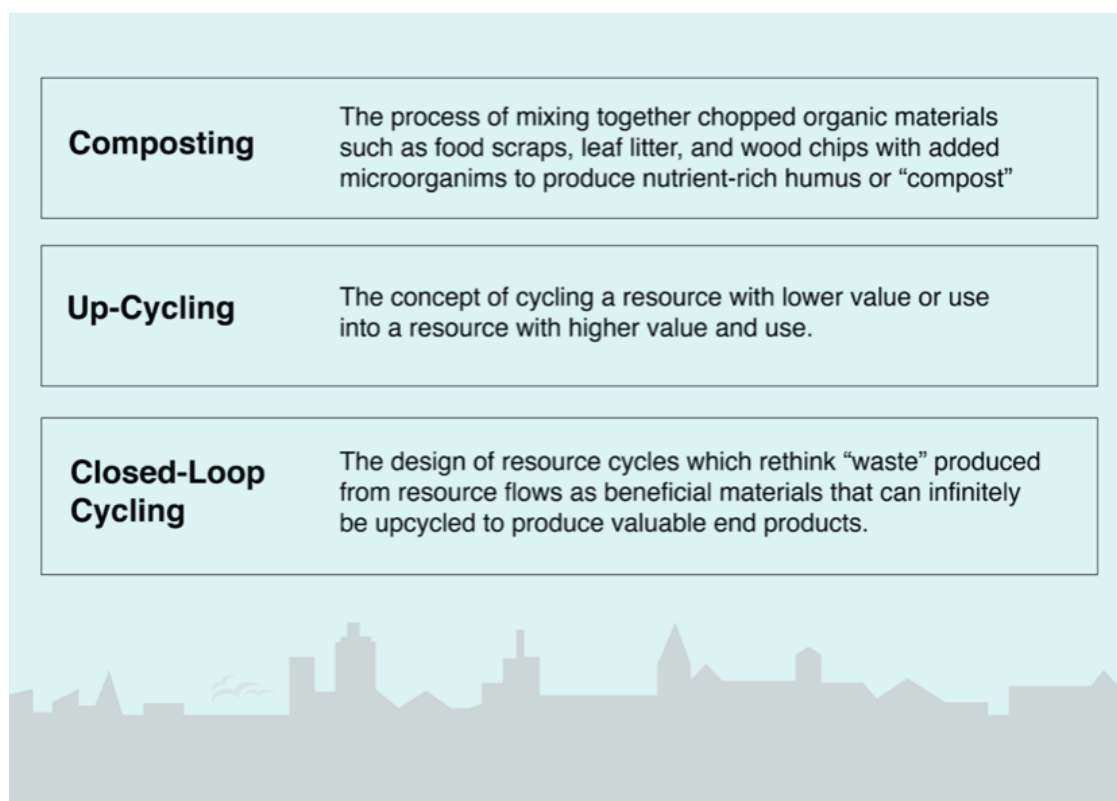 Composting
The process of mixing together chopped organic materials
such as food scraps, leaf litter, and wood chips with added
microorganims to produce nutrient-rich humus or “compost”
Up-Cycling
The concept of cycling a resource with lower value or use
into a resource with higher value and use.
Closed-Loop
Cycling
The design of resource cycles which rethink “waste” produced
from resource flows as beneficial materials that can infinitely
be upcycled to produce valuable end products.